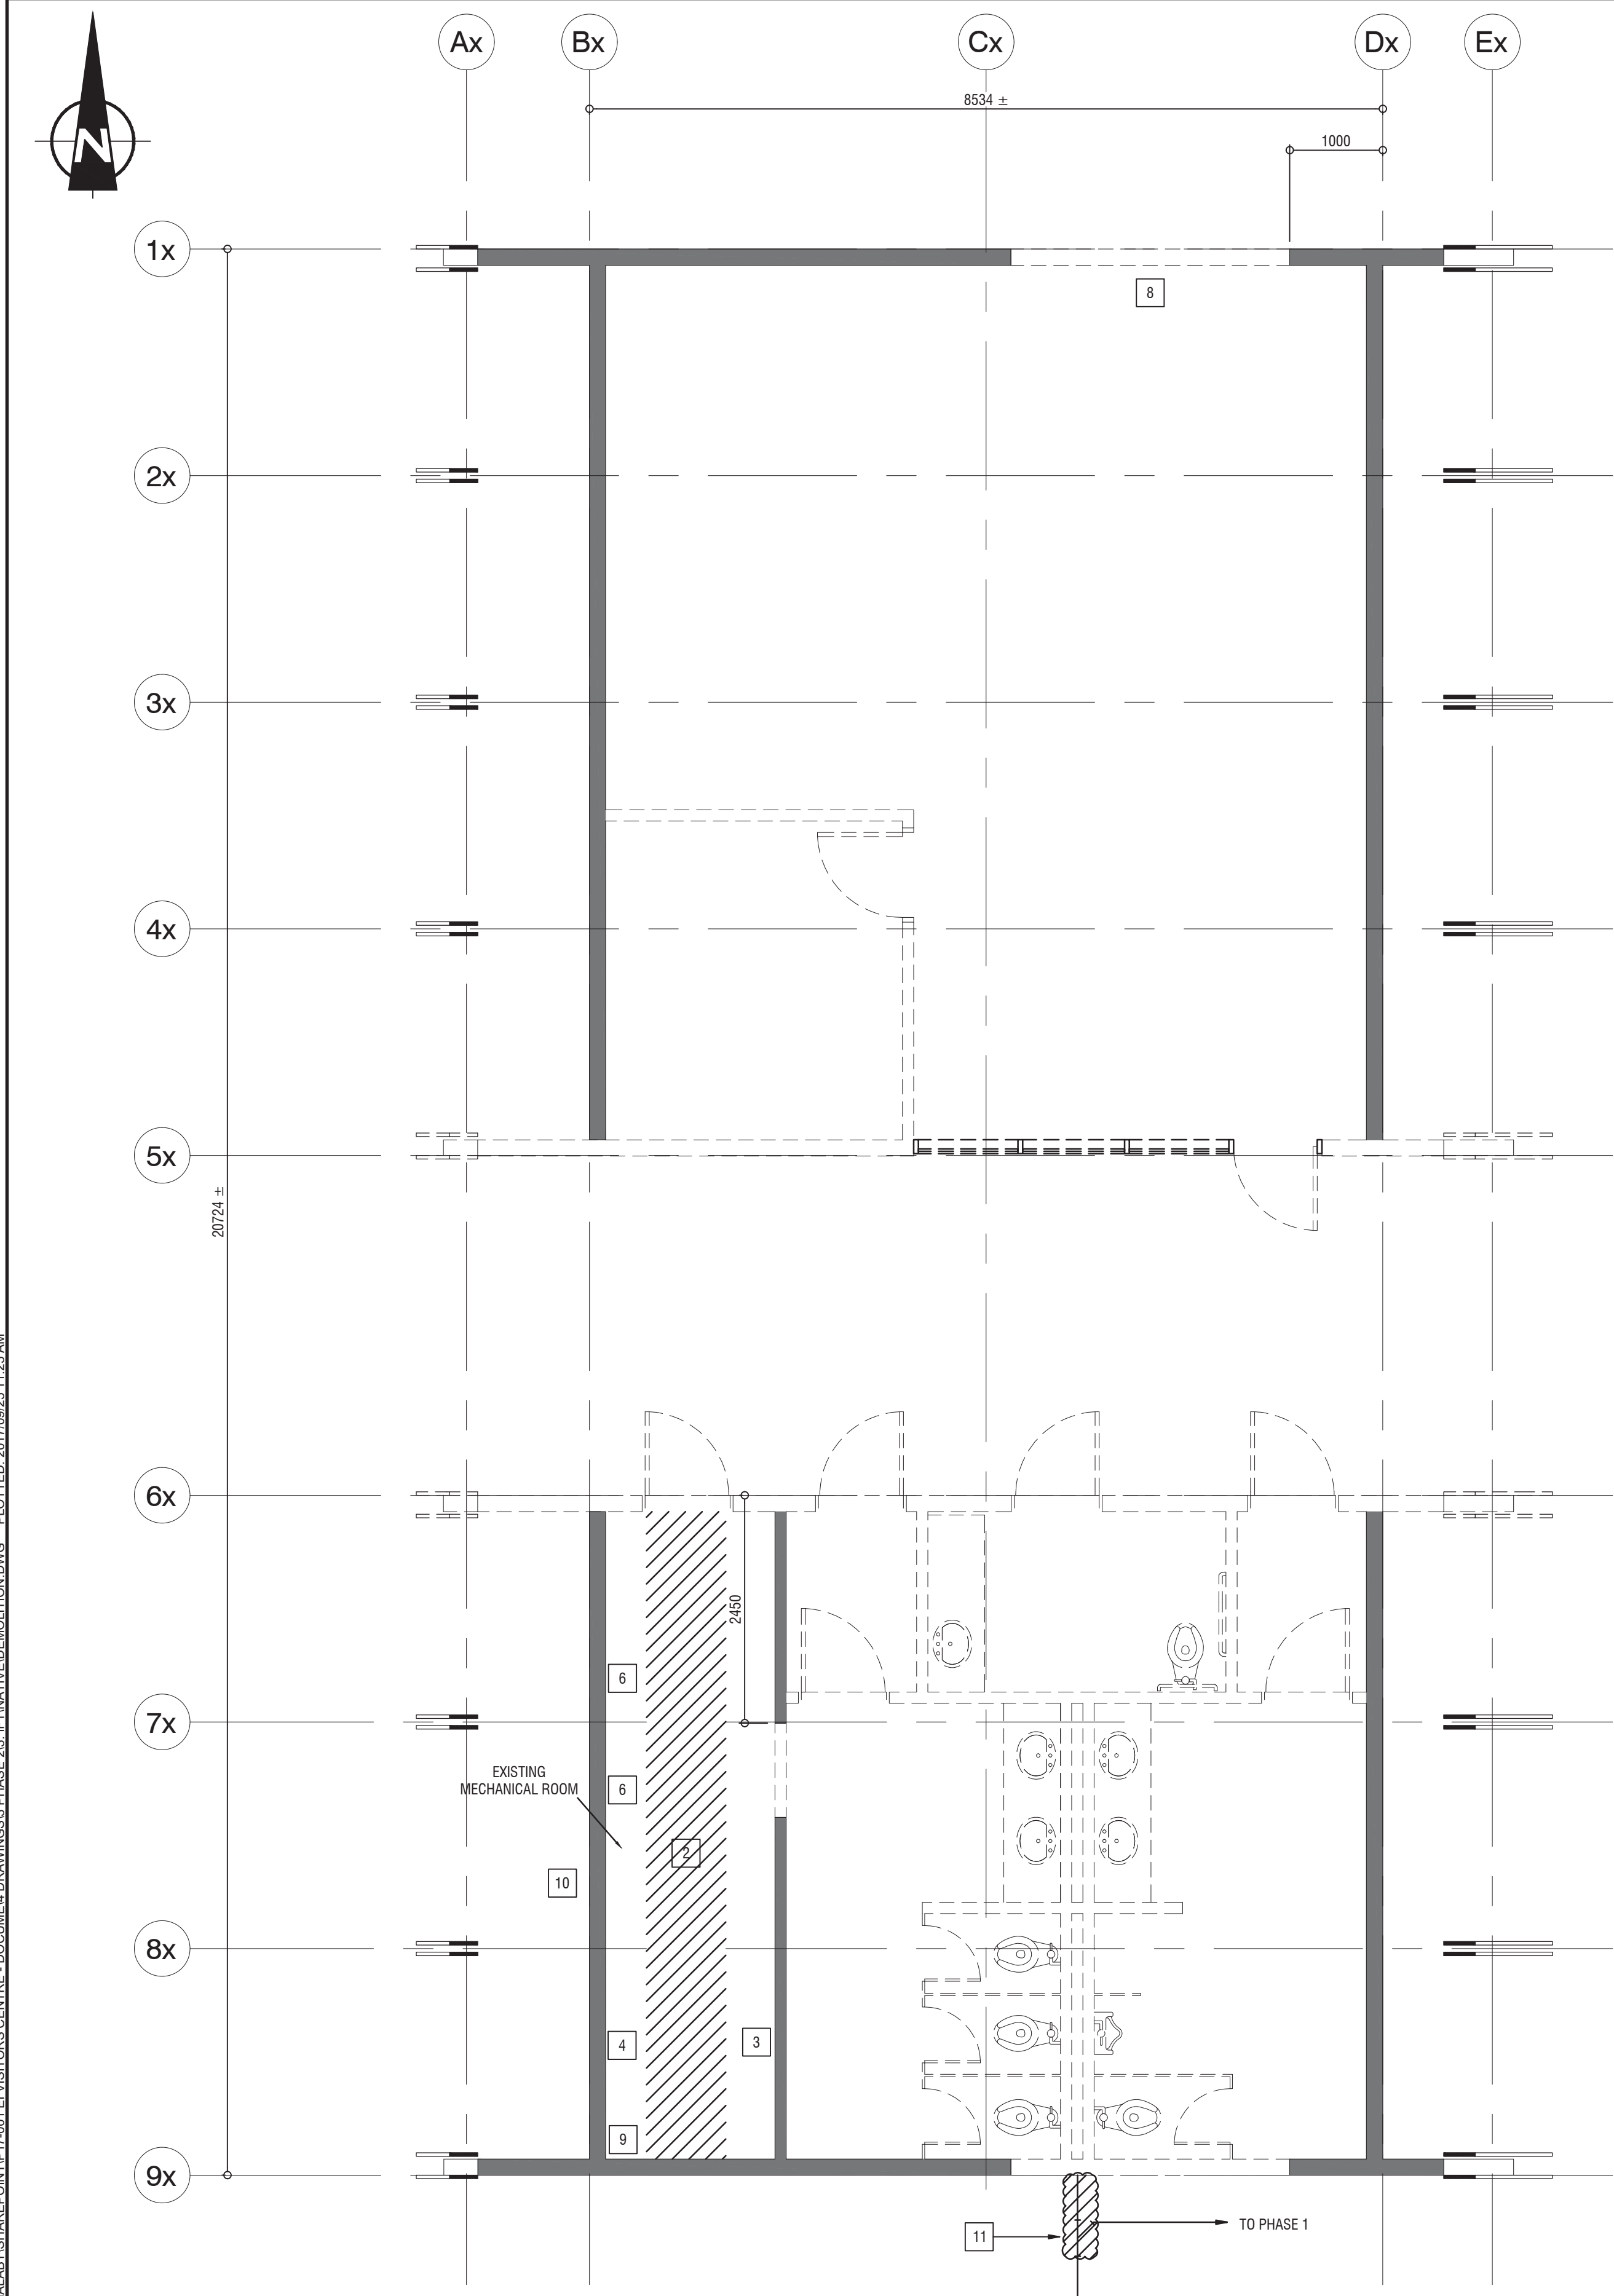 N
Ax
Bx
Cx
Dx
Ex
8534 ±
1000
1x
8
2x
3x
4x
5x
20724 ±
6x
2450
6
7x
EXISTING
MECHANICAL ROOM
6
2
10
8x
4
3
9
9x
11
TO PHASE 1